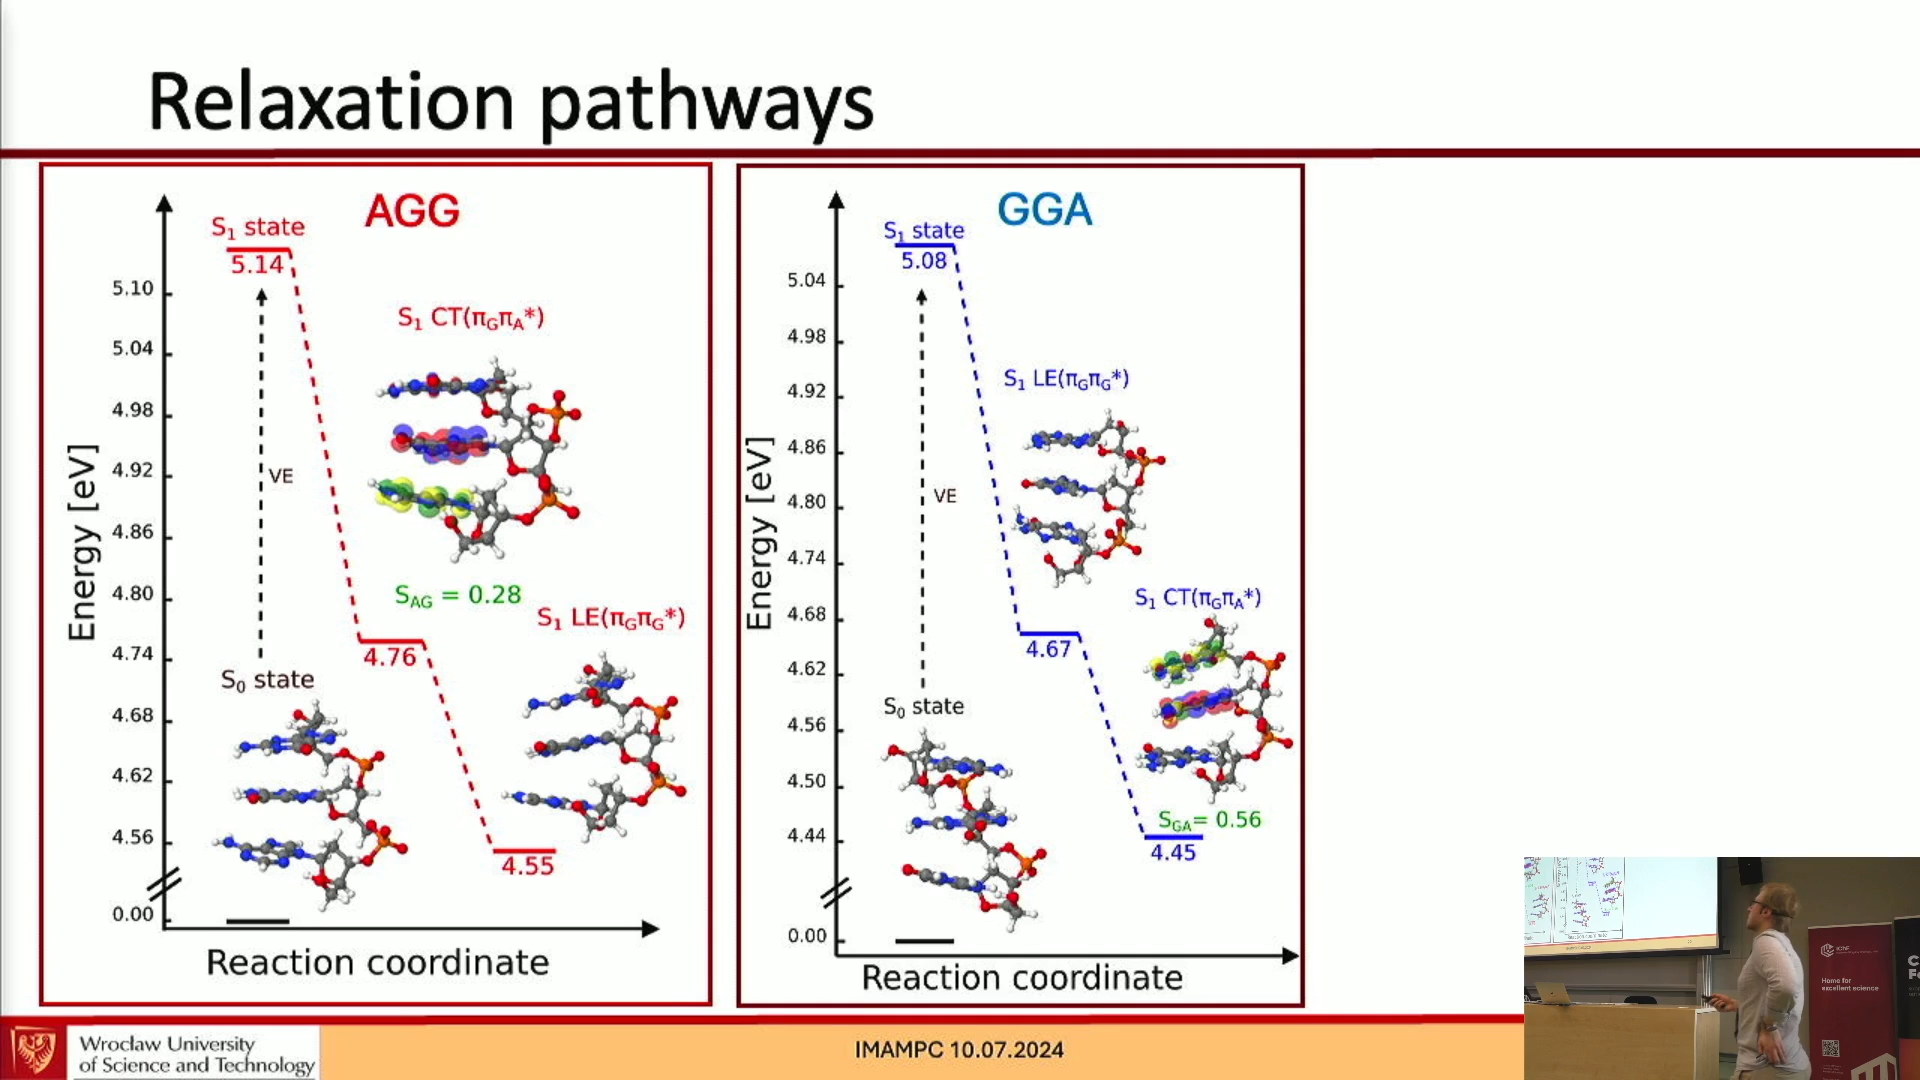 Relaxation pathways
AGG
S₁ state
5.14
5.10
5.04
4.98
4.92
4.86
4.80
4.74
4.68
4.62
4.56
0.00
Energy [eV]
VE
S₁ CT(πGπA*)
SAG = 0.28
S₁ LE(πGπG*)
4.76
S₀ state
4.55
Reaction coordinate
GGA
S₁ state
5.08
5.04
4.98
4.92
4.86
4.80
4.74
4.68
4.62
4.56
4.50
4.44
0.00
Energy [eV]
VE
S₁ LE(πGπG*)
S₁ CT(πGπA*)
4.67
S₀ state
SGA= 0.56
4.45
Reaction coordinate
Wrocław University
of Science and Technology
IMAMPC 10.07.2024
Home for
excellent science